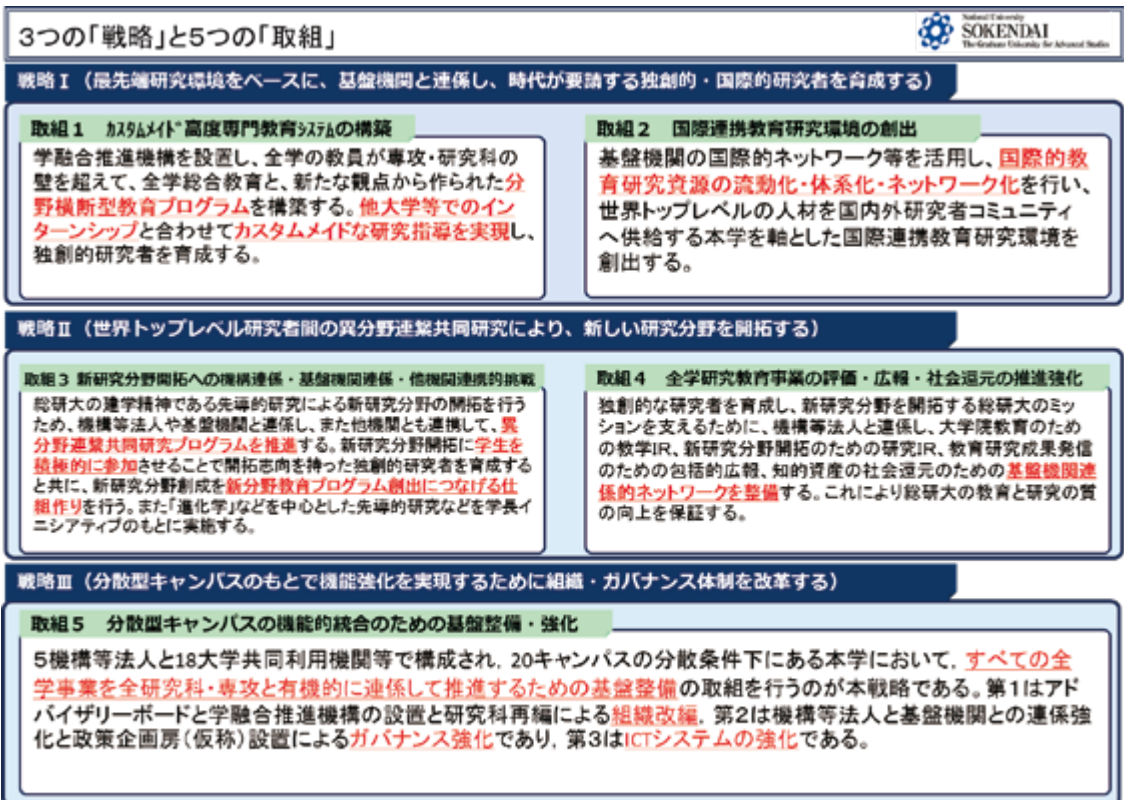 3つの「戦略」と5つの「取組」
National University
SOKENDAI
The Graduate University for Advanced Studies
戦略Ⅰ（最先端研究環境をベースに、基盤機関と連係し、時代が要請する独創的・国際的研究者を育成する）
取組1　ｶｽﾀﾑﾒｲﾄﾞ高度専門教育ｼｽﾃﾑの構築
学融合推進機構を設置し、全学の教員が専攻・研究科の
壁を超えて、全学総合教育と、新たな観点から作られた分
野横断型教育プログラムを構築する。他大学等でのイン
ターンシップと合わせてカスタムメイドな研究指導を実現し、
独創的研究者を育成する。
取組2　国際連携教育研究環境の創出
基盤機関の国際的ネットワーク等を活用し、国際的教
育研究資源の流動化・体系化・ネットワーク化を行い、
世界トップレベルの人材を国内外研究者コミュニティ
へ供給する本学を軸とした国際連携教育研究環境を
創出する。
戦略Ⅱ（世界トップレベル研究者間の異分野連繋共同研究により、新しい研究分野を開拓する）
取組3 新研究分野開拓への機構連係・基盤機関連係・他機関連携的挑戦
総研大の建学精神である先導的研究による新研究分野の開拓を行う
ため、機構等法人や基盤機関と連係し、また他機関とも連携して、異
分野連繋共同研究プログラムを推進する。新研究分野開拓に学生を
積極的に参加させることで開拓志向を持った独創的研究者を育成する
と共に、新研究分野創成を新分野教育プログラム創出につなげる仕
組作りを行う。また「進化学」などを中心とした先導的研究などを学長イ
ニシアティブのもとに実施する。
取組4　全学研究教育事業の評価・広報・社会還元の推進強化
独創的な研究者を育成し、新研究分野を開拓する総研大のミッ
ションを支えるために、機構等法人と連係し、大学院教育のため
の教学IR、新研究分野開拓のための研究IR、教育研究成果発信
のための包括的広報、知的資産の社会還元のための基盤機関連
係的ネットワークを整備する。これにより総研大の教育と研究の質
の向上を保証する。
戦略Ⅲ（分散型キャンパスのもとで機能強化を実現するために組織・ガバナンス体制を改革する）
取組5　分散型キャンパスの機能的統合のための基盤整備・強化
5機構等法人と18大学共同利用機関等で構成され，20キャンパスの分散条件下にある本学において，すべての全
学事業を全研究科・専攻と有機的に連係して推進するための基盤整備の取組を行うのが本戦略である。第1はアド
バイザリーボードと学融合推進機構の設置と研究科再編による組織改編，第2は機構等法人と基盤機関との連係強
化と政策企画房（仮称）設置によるガバナンス強化であり，第3はICTシステムの強化である。